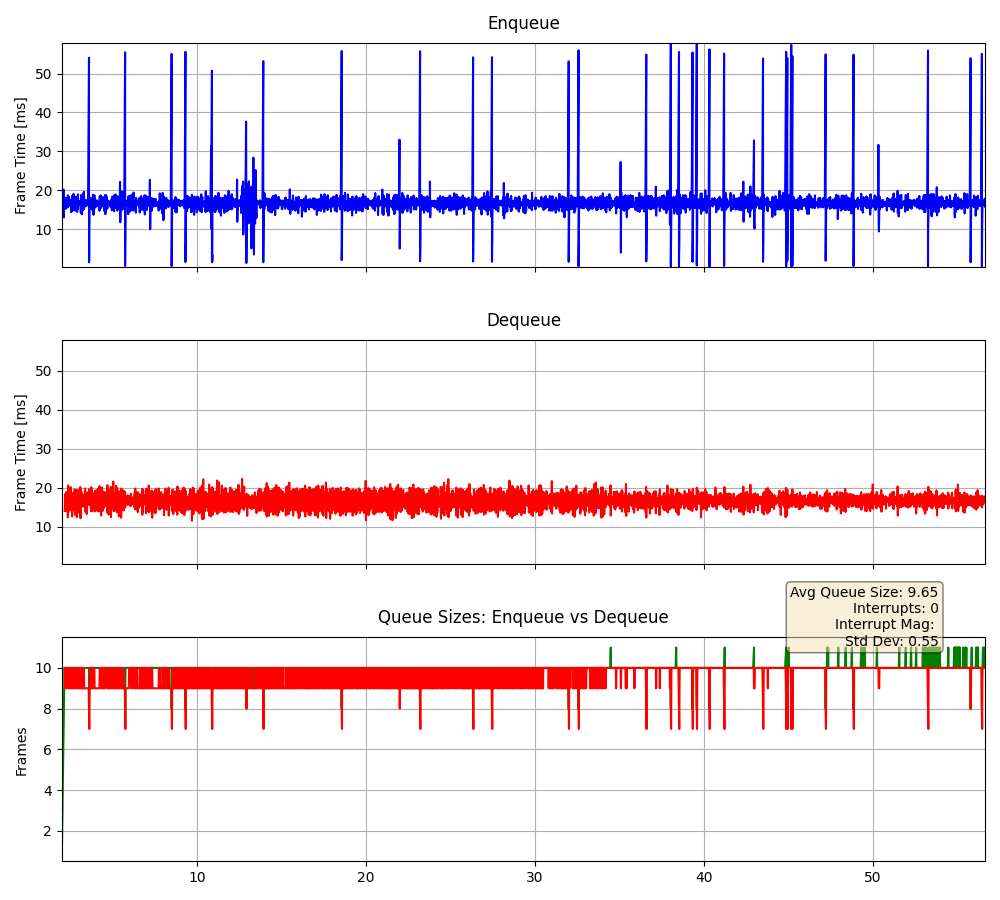 Enqueue
Frame Time [ms]
50
40
30
20
10
Dequeue
Frame Time [ms]
50
40
30
20
10
Avg Queue Size: 9.65
Interrupts: 0
Interrupt Mag:
Std Dev: 0.55
Queue Sizes: Enqueue vs Dequeue
Frames
10
8
6
4
2
10 20 30 40 50